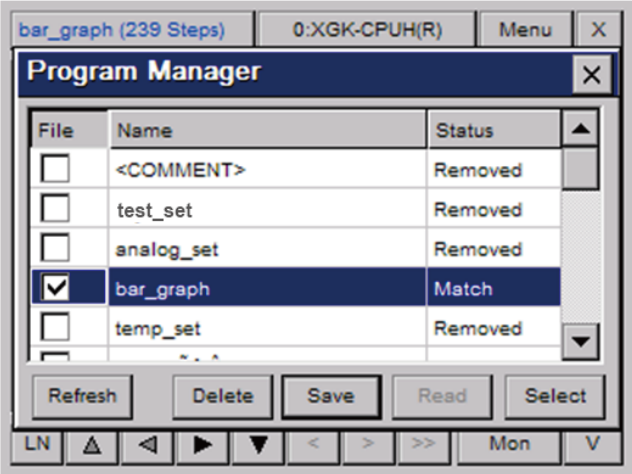 bar_graph (239 Steps) 0:XGK-CPUH(R) Menu X
Program Manager
File Name Status
<COMMENT> Removed
test_set Removed
analog_set Removed
bar_graph Match
temp_set Removed
Refresh Delete Save Read Select
LN < > >> Mon V